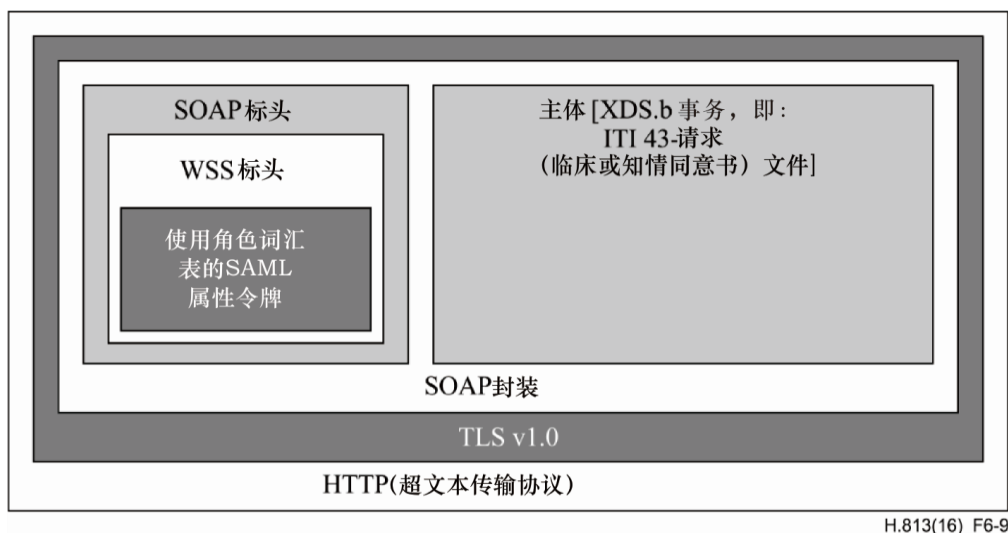 SOAP标头
WSS标头
使用角色词汇
表的SAML
属性令牌
主体 [XDS.b 事务，即：
ITI 43-请求
（临床或知情同意书）文件]
SOAP封装
TLS v1.0
HTTP(超文本传输协议)
H.813(16)_F6-9